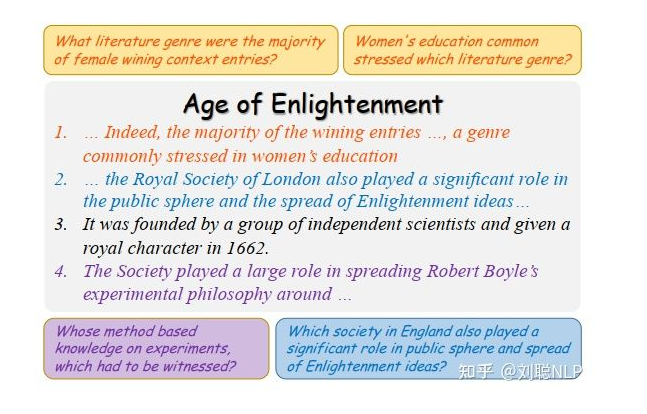 What literature genre were the majority
of female wining context entries?
Women's education common
stressed which literature genre?
Age of Enlightenment
1. ... Indeed, the majority of the wining entries ..., a genre
commonly stressed in women's education
2. ... the Royal Society of London also played a significant role in
the public sphere and the spread of Enlightenment ideas...
3. It was founded by a group of independent scientists and given a
royal character in 1662.
4. The Society played a large role in spreading Robert Boyle's
experimental philosophy around ...
Whose method based
knowledge on experiments,
which had to be witnessed?
Which society in England also played a
significant role in public sphere and spread
of Enlightenment ideas?
知乎 @刘聪NLP